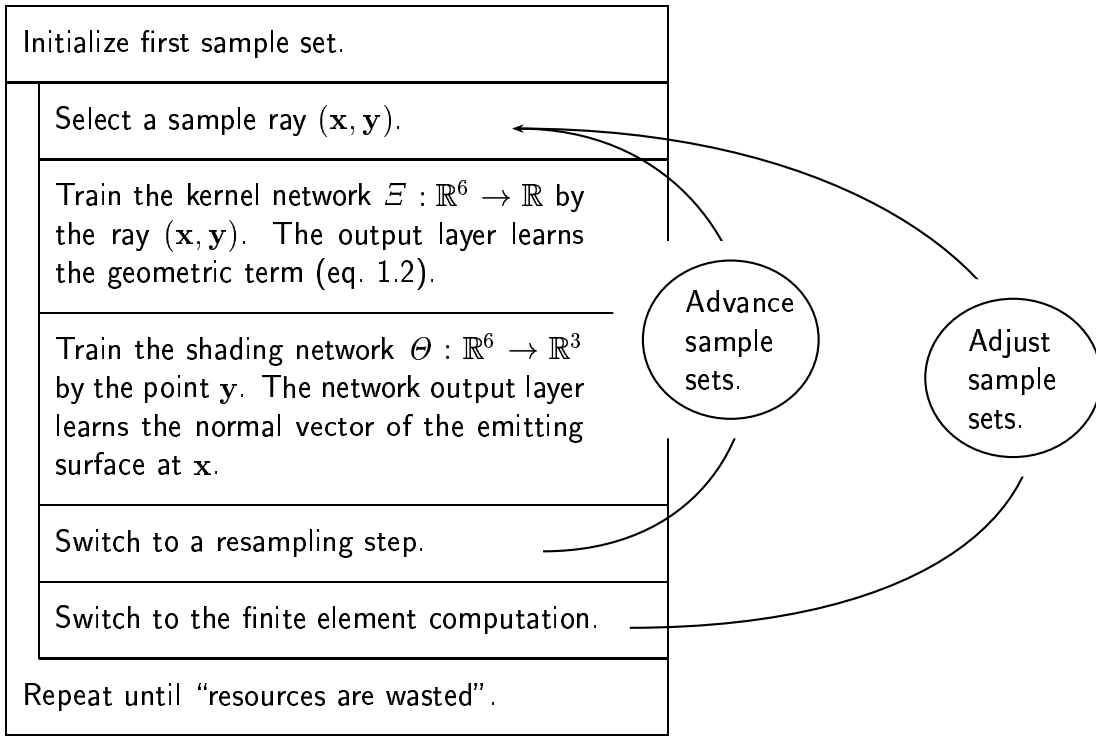 Initialize first sample set.
Select a sample ray (x, y).
Train the kernel network Ξ : ℝ⁶ → ℝ by
the ray (x, y). The output layer learns
the geometric term (eq. 1.2).
Train the shading network Θ : ℝ⁶ → ℝ³
by the point y. The network output layer
learns the normal vector of the emitting
surface at x.
Switch to a resampling step.
Switch to the finite element computation.
Repeat until “resources are wasted”.
Advance
sample
sets.
Adjust
sample
sets.